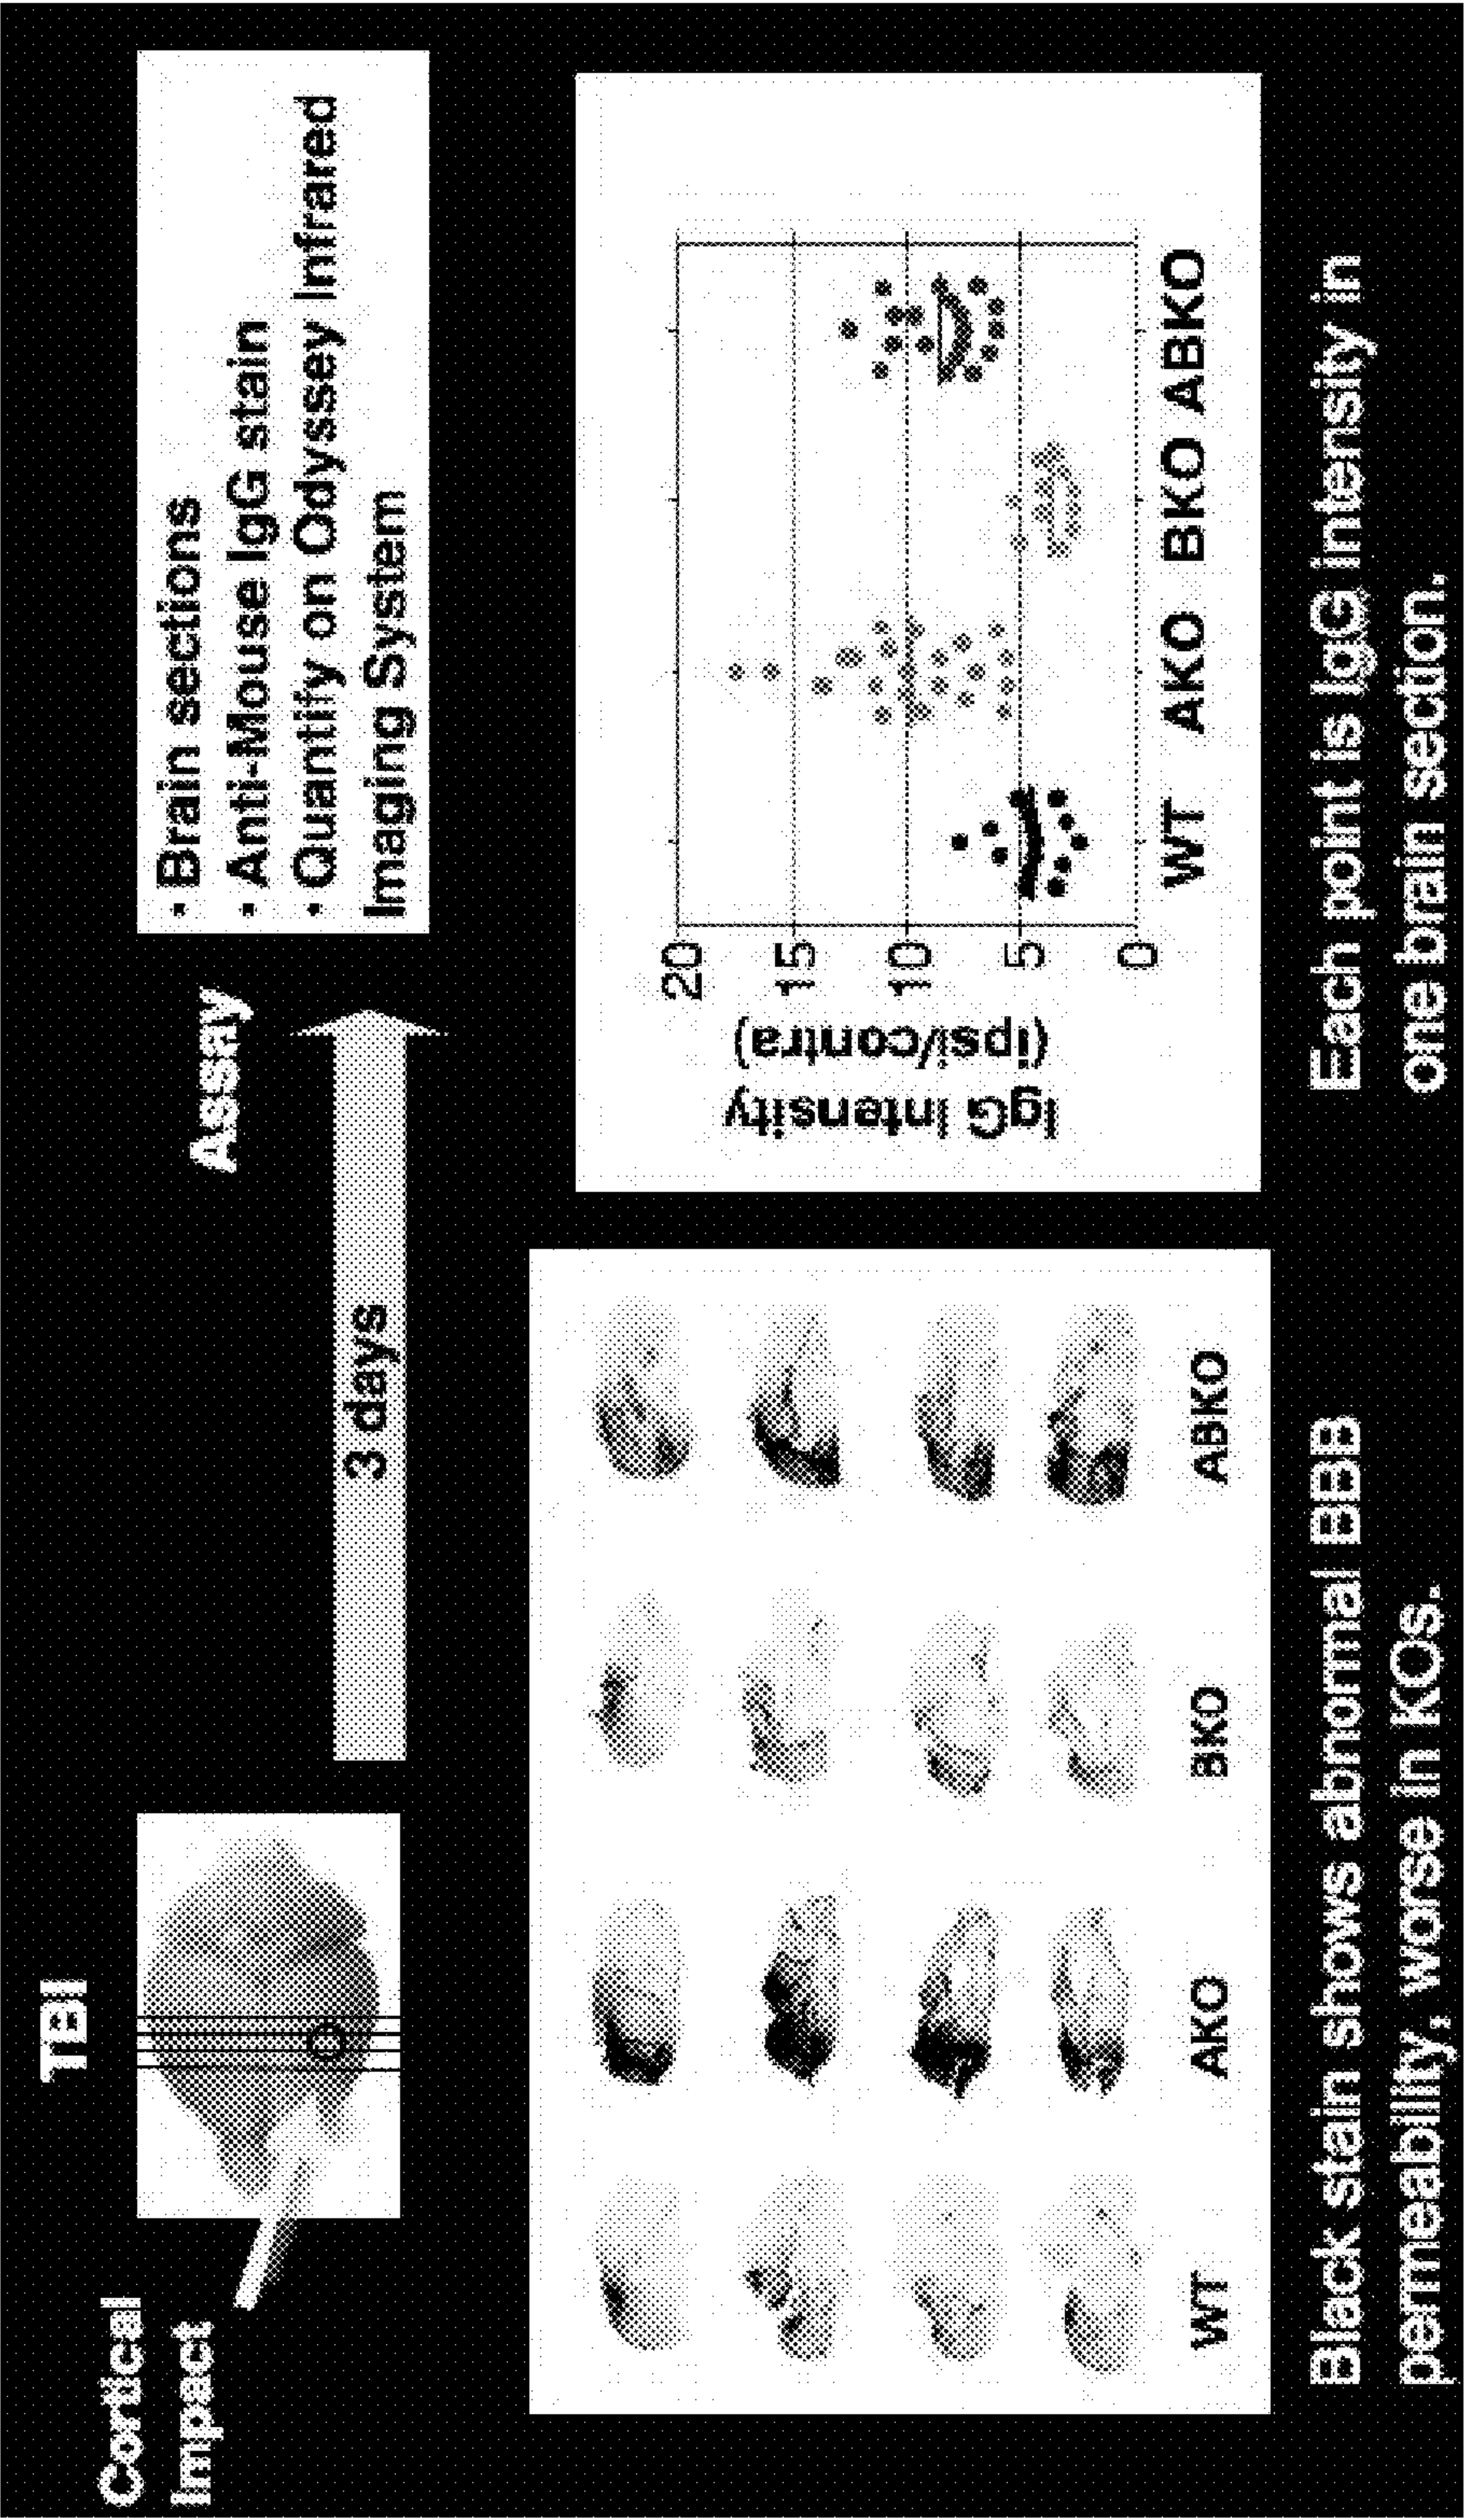 TBI
Cortical
Impact
3 days
Assay
· Brain sections
· Anti-Mouse IgG stain
· Quantify on Odyssey Infrared
Imaging System
WT
AKO
BKO
ABKO
Black stain shows abnormal BBB
permeability, worse in KOs.
IgG Intensity
(ips/contra)
20
15
10
5
0
WT AKO BKO ABKO
Each point is IgG intensity in
one brain section.